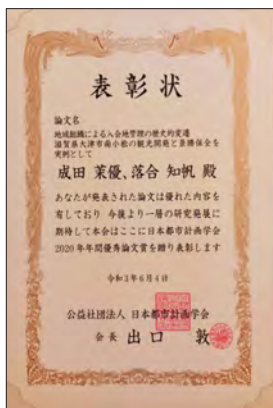 表彰状
論文名
地域組織による入会地管理の歴史的変遷
滋賀県大津市南小松の観光開発と景勝保全を
実例として
成田 茉優、落合 知帆 殿
あなたが発表された論文は優れた内容を
有しており 今後より一層の研究発展に
期待して本会はここに日本都市計画学会
2020年年間優秀論文賞を贈り表彰します
令和3年6月4日
公益社団法人 日本都市計画学会
会長 出口 敦